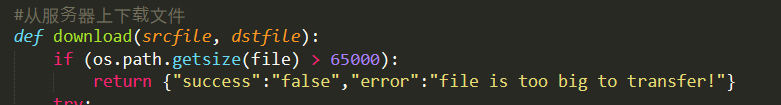 #从服务器上下载文件
def download(srcfile, dstfile):
if (os.path.getsize(file) > 65000):
return {"success":"false","error":"file is too big to transfer!"}
try: